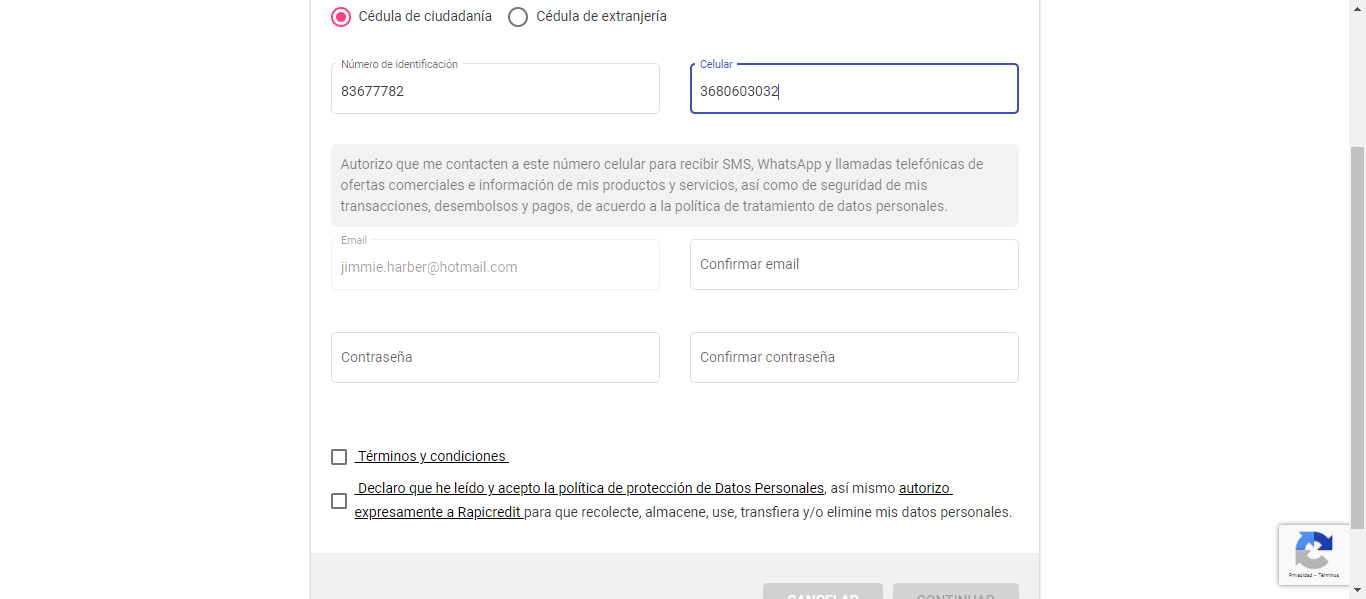 Cédula de ciudadanía Cédula de extranjería
Número de identificación Celular
83677782 3680603032
Autorizo que me contacten a este número celular para recibir SMS, WhatsApp y llamadas telefónicas de
ofertas comerciales e información de mis productos y servicios, así como de seguridad de mis
transacciones, desembolsos y pagos, de acuerdo a la política de tratamiento de datos personales.
Email
jimmie.harber@hotmail.com Confirmar email
Contraseña Confirmar contraseña
Términos y condiciones
Declaro que he leído y acepto la política de protección de Datos Personales, así mismo autorizo
expresamente a Rapicredit para que recolecte, almacene, use, transfiera y/o elimine mis datos personales.
Privacidad - Términos
CANCELAR CONTINUAR